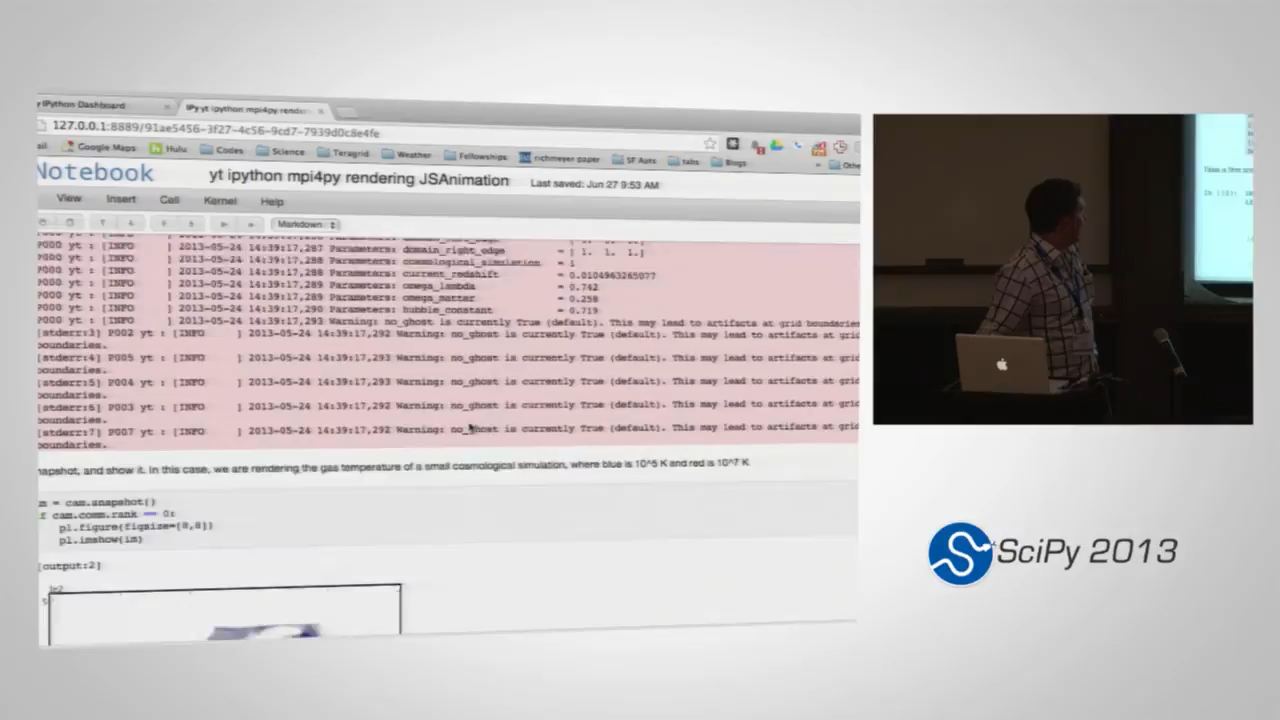 IPython Dashboard
IPy yt ipython mpi4py render
127.0.0.1:8889/91ae5456-3f27-4c56-9cd7-7939d0c8e4fe
Google Maps Hulu Codes Science Teragrid Weather Fellowships richmeyer paper SF Auto tabs Blogs
Notebook yt ipython mpi4py rendering JSAnimation Last saved: Jun 27 9:53 AM
View Insert Call Kernel Help
Markdown
P000 yt : [INFO ] 2013-05-24 14:39:17,287 Parameters: domain_right_edge = [ 1. 1. 1.]
P000 yt : [INFO ] 2013-05-24 14:39:17,288 Parameters: cosmological_simulation = 1
P000 yt : [INFO ] 2013-05-24 14:39:17,288 Parameters: current_redshift = 0.0104963265077
P000 yt : [INFO ] 2013-05-24 14:39:17,289 Parameters: omega_lambda = 0.742
P000 yt : [INFO ] 2013-05-24 14:39:17,289 Parameters: omega_matter = 0.258
P000 yt : [INFO ] 2013-05-24 14:39:17,290 Parameters: hubble_constant = 0.719
P000 yt : [INFO ] 2013-05-24 14:39:17,293 Warning: no_ghost is currently True (default). This may lead to artifacts at grid boundaries
[stderr:3] P002 yt : [INFO ] 2013-05-24 14:39:17,292 Warning: no_ghost is currently True (default). This may lead to artifacts at grid
boundaries.
[stderr:4] P005 yt : [INFO ] 2013-05-24 14:39:17,293 Warning: no_ghost is currently True (default). This may lead to artifacts at grid
boundaries.
[stderr:5] P004 yt : [INFO ] 2013-05-24 14:39:17,293 Warning: no_ghost is currently True (default). This may lead to artifacts at grid
boundaries.
[stderr:6] P003 yt : [INFO ] 2013-05-24 14:39:17,292 Warning: no_ghost is currently True (default). This may lead to artifacts at grid
boundaries.
[stderr:7] P007 yt : [INFO ] 2013-05-24 14:39:17,292 Warning: no_ghost is currently True (default). This may lead to artifacts at grid
boundaries.
napshot, and show it. In this case, we are rendering the gas temperature of a small cosmological simulation, where blue is 10^5 K and red is 10^7 K
m = cam.snapshot()
f cam.comm.rank == 0:
pl.figure(figsize=[8,8])
pl.imshow(im)
[output:2]
SciPy 2013